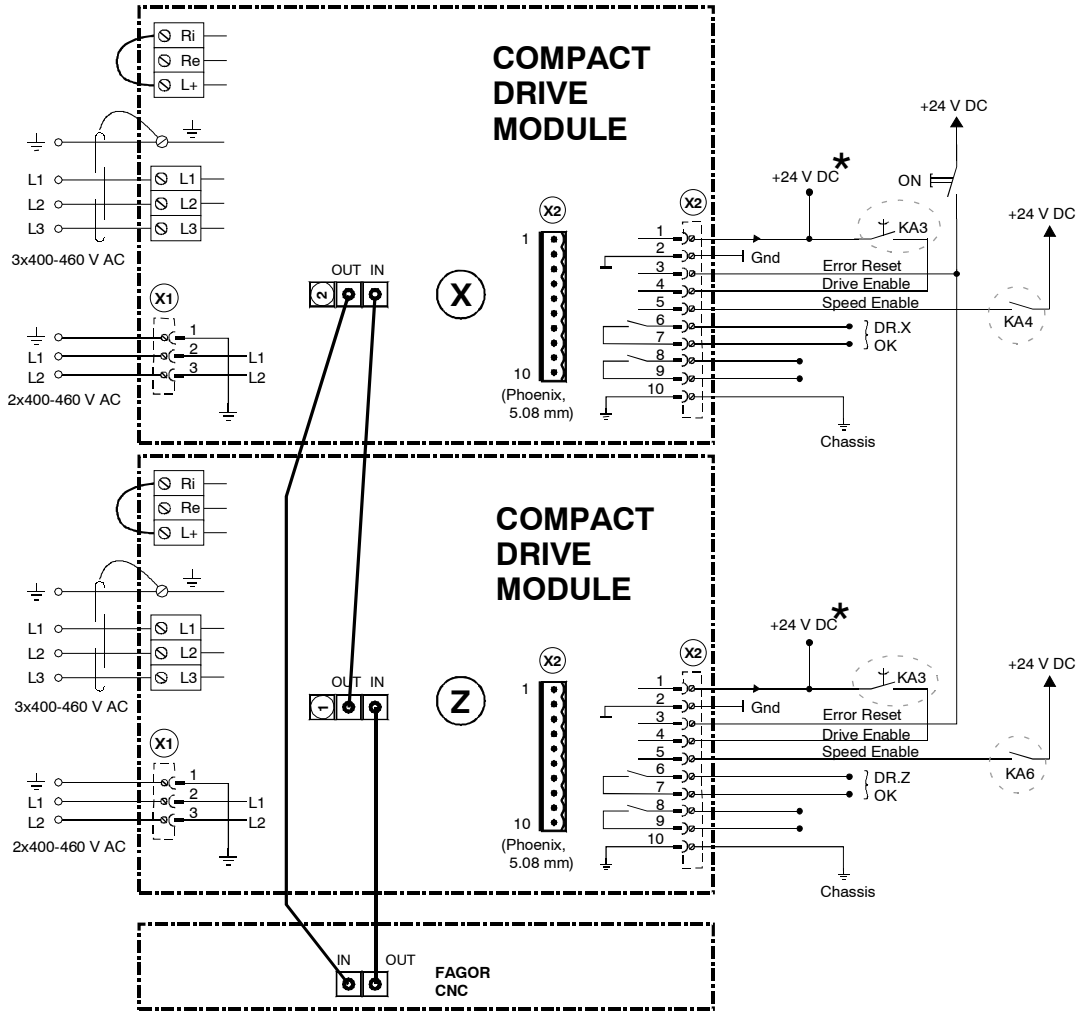 COMPACT
DRIVE
MODULE
Ri
Re
L+
L1 L1
L2 L2
L3 L3
3x400-460 V AC
X1
1
L1 2 L1
L2 3 L2
2x400-460 V AC
OUT IN
2
X
X2
1
10
(Phoenix,
5.08 mm)
X2
1
2
3
4
5
6
7
8
9
10
+24 V DC*
+24 V DC
ON
KA3
+24 V DC
Gnd
Error Reset
Drive Enable
Speed Enable
KA4
DR.X
OK
Chassis
COMPACT
DRIVE
MODULE
Ri
Re
L+
L1 L1
L2 L2
L3 L3
3x400-460 V AC
X1
1
L1 2 L1
L2 3 L2
2x400-460 V AC
OUT IN
1
Z
X2
1
10
(Phoenix,
5.08 mm)
X2
1
2
3
4
5
6
7
8
9
10
+24 V DC*
KA3
+24 V DC
Gnd
Error Reset
Drive Enable
Speed Enable
KA6
DR.Z
OK
Chassis
IN OUT
FAGOR
CNC